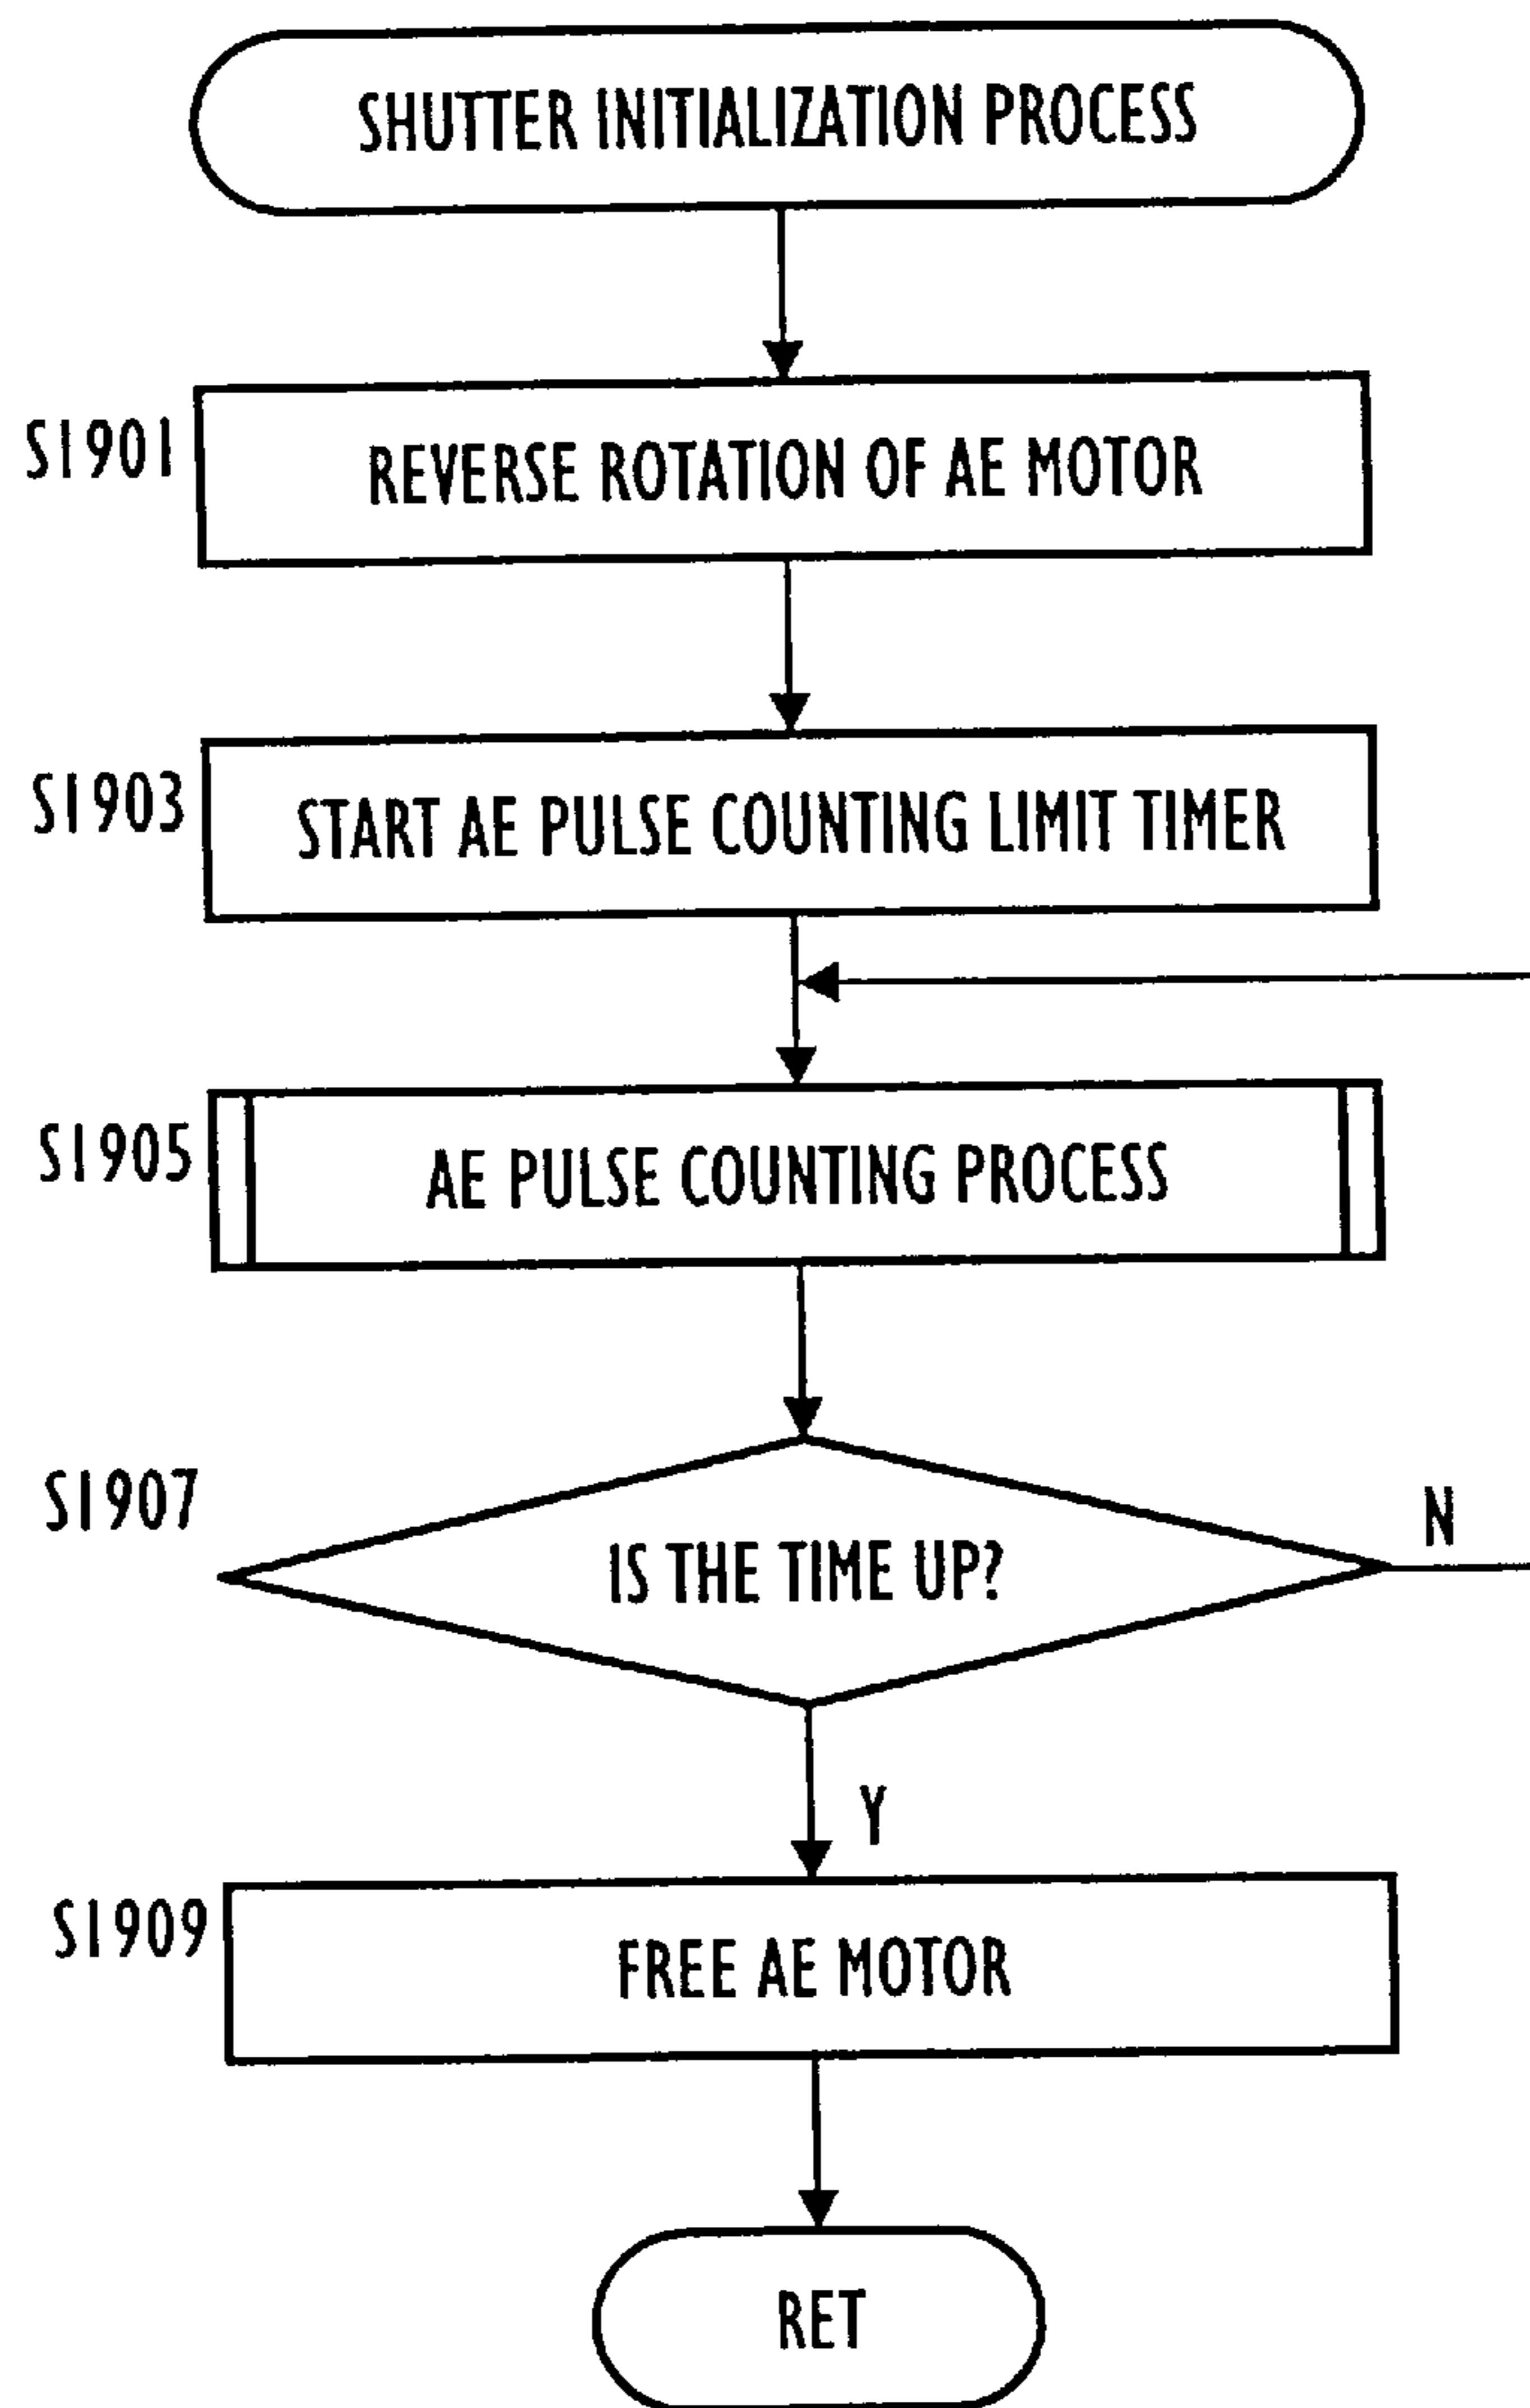 SHUTTER INITIALIZATION PROCESS
S1901
REVERSE ROTATION OF AE MOTOR
S1903
START AE PULSE COUNTING LIMIT TIMER
S1905
AE PULSE COUNTING PROCESS
S1907
IS THE TIME UP?
N
Y
S1909
FREE AE MOTOR
RET